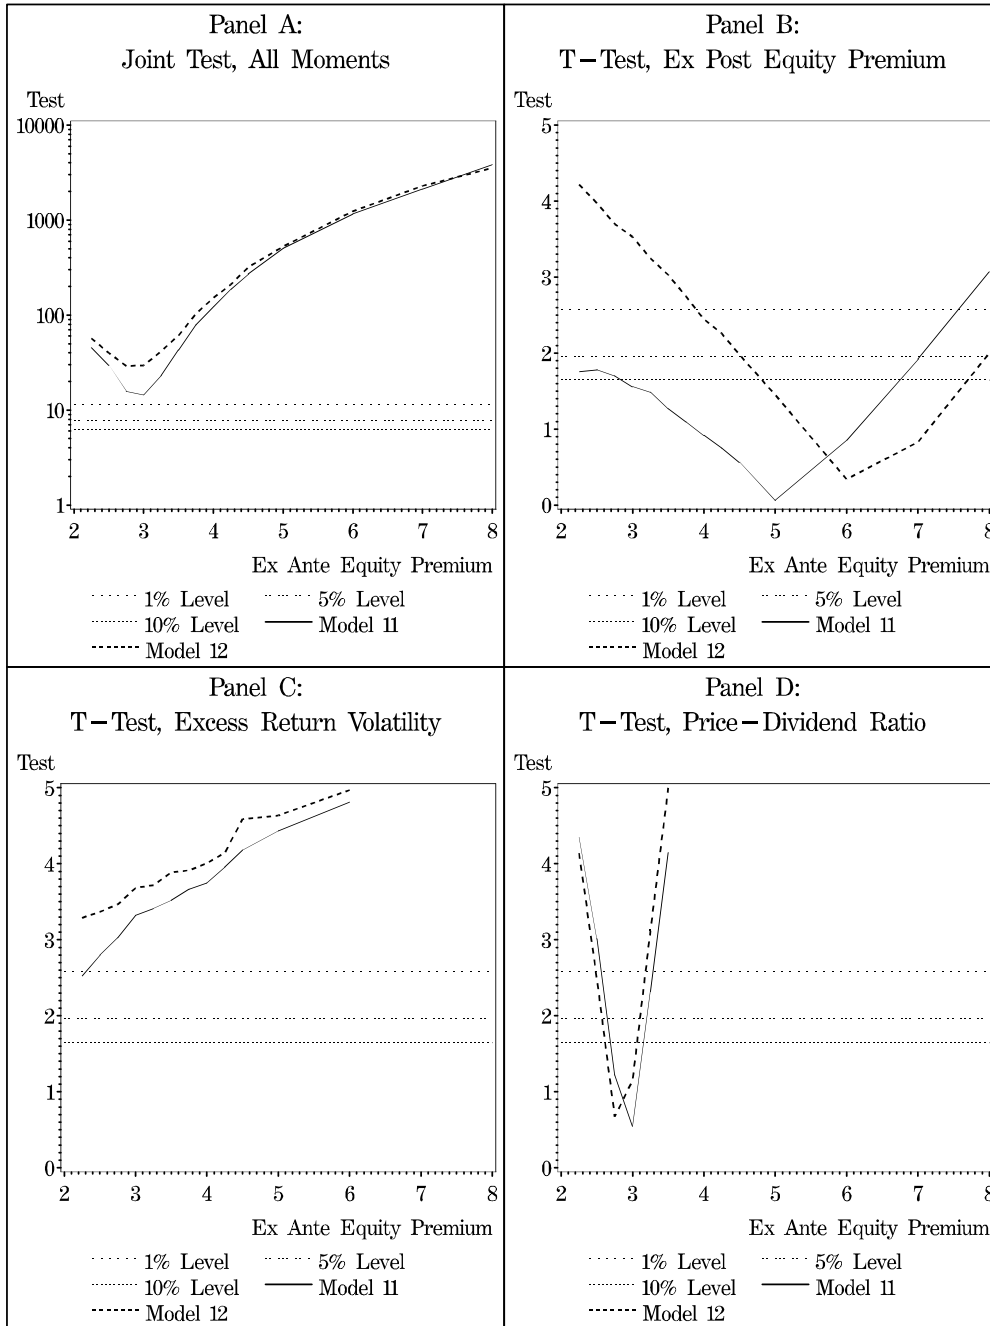 Panel A:
Joint Test, All Moments
Test
10000
1000
100
10
1
2 3 4 5 6 7 8
Ex Ante Equity Premium
1% Level 5% Level
10% Level Model 11
Model 12
Panel B:
T-Test, Ex Post Equity Premium
Test
5
4
3
2
1
0
2 3 4 5 6 7 8
Ex Ante Equity Premium
1% Level 5% Level
10% Level Model 11
Model 12
Panel C:
T-Test, Excess Return Volatility
Test
5
4
3
2
1
0
2 3 4 5 6 7 8
Ex Ante Equity Premium
1% Level 5% Level
10% Level Model 11
Model 12
Panel D:
T-Test, Price-Dividend Ratio
Test
5
4
3
2
1
0
2 3 4 5 6 7 8
Ex Ante Equity Premium
1% Level 5% Level
10% Level Model 11
Model 12